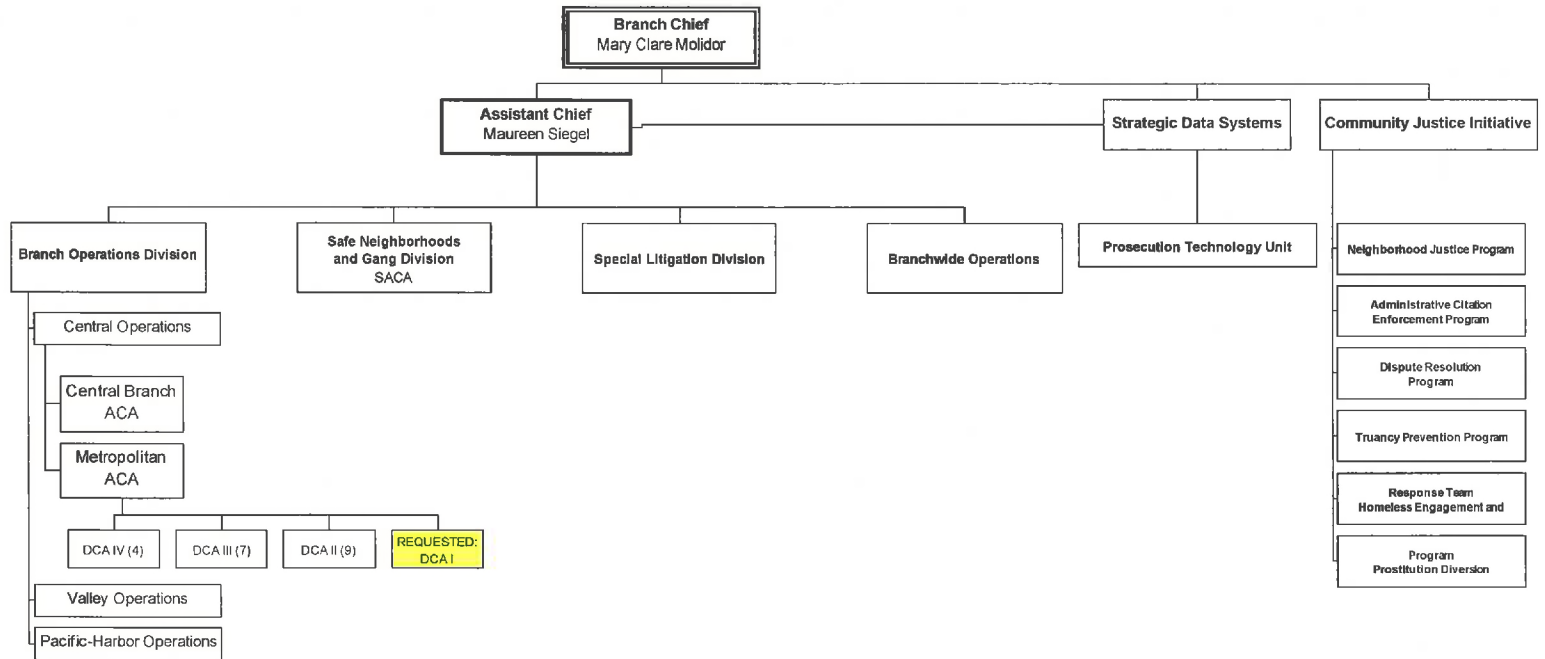 Branch Chief
Mary Clare Molidor
Assistant Chief
Maureen Siegel
Strategic Data Systems
Community Justice Initiative
Branch Operations Division
Safe Neighborhoods
and Gang Division
SACA
Special Litigation Division
Branchwide Operations
Prosecution Technology Unit
Neighborhood Justice Program
Administrative Citation
Enforcement Program
Dispute Resolution
Program
Truancy Prevention Program
Response Team
Homeless Engagement and
Program
Prostitution Diversion
Central Operations
Central Branch
ACA
Metropolitan
ACA
DCA IV (4)
DCA III (7)
DCA II (9)
REQUESTED:
DCA I
Valley Operations
Pacific-Harbor Operations